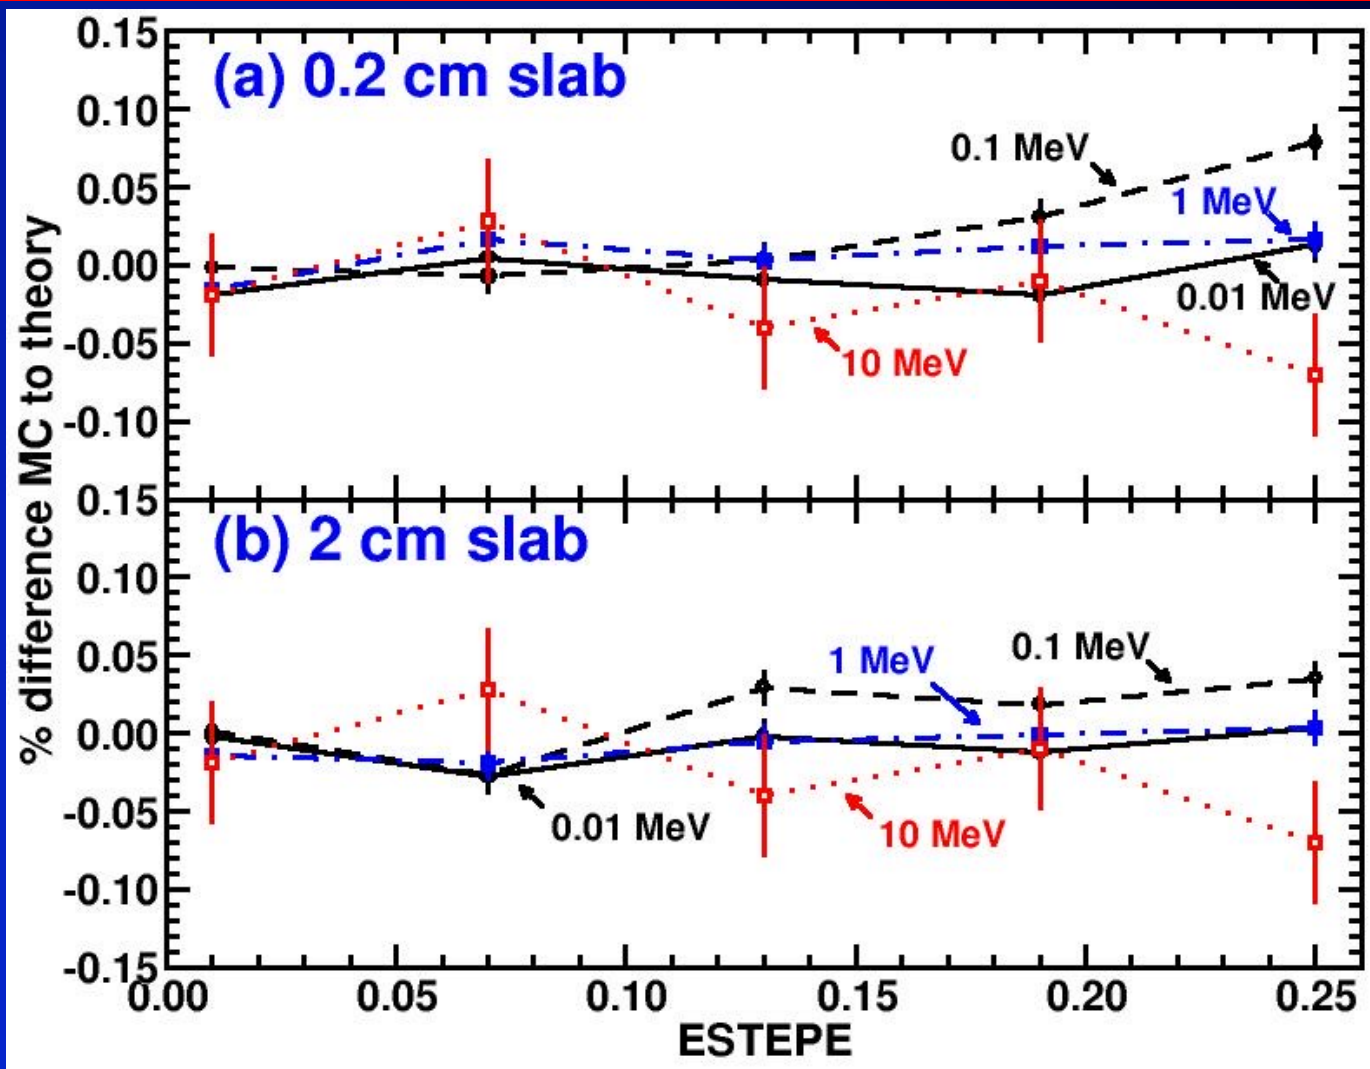 % difference MC to theory
0.15
(a) 0.2 cm slab
0.10
0.1 MeV
0.05
1 MeV
0.00
0.01 MeV
-0.05
10 MeV
-0.10
0.15
(b) 2 cm slab
0.10
0.05
0.1 MeV
1 MeV
0.00
-0.05
0.01 MeV
10 MeV
-0.10
-0.15
0.00 0.05 0.10 0.15 0.20 0.25
ESTEPE